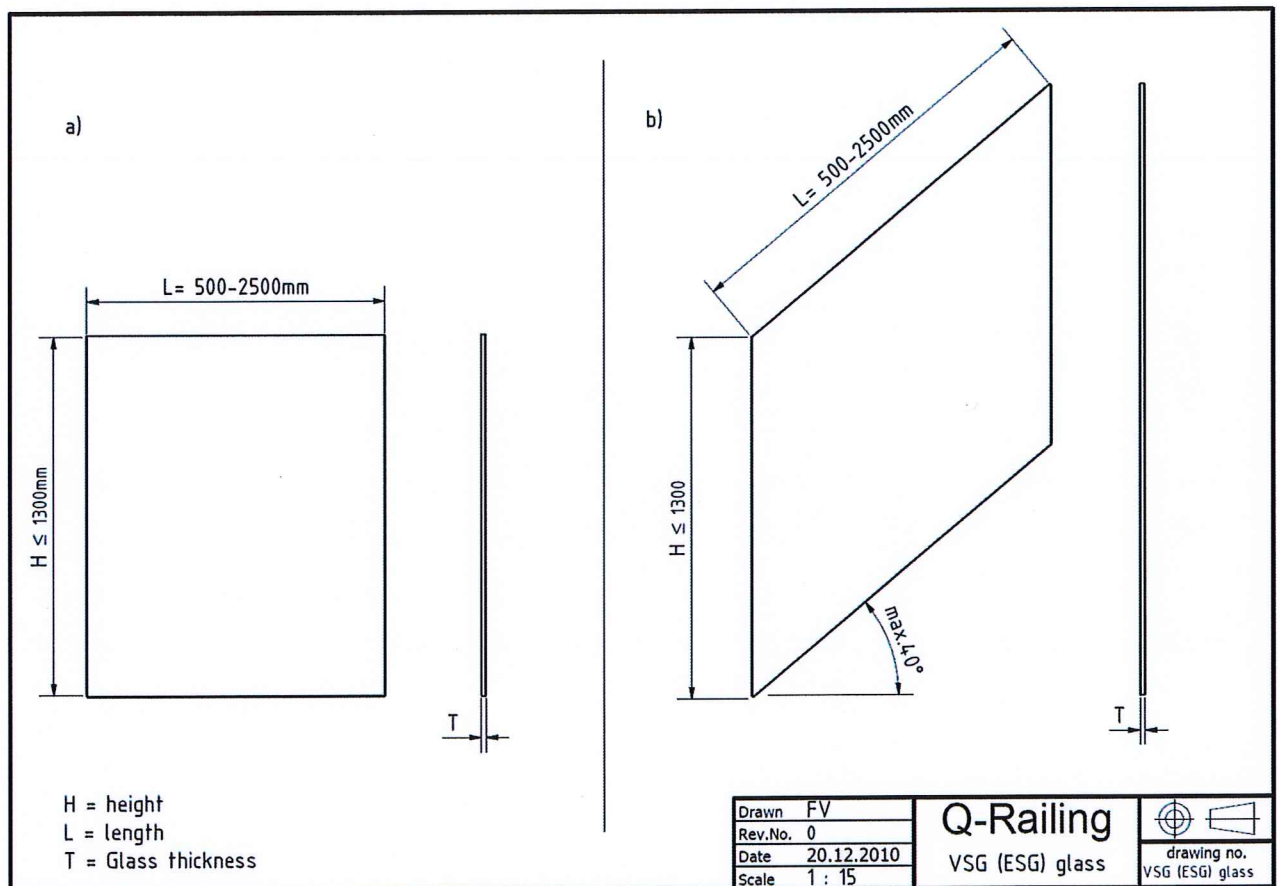 a)
L= 500-2500mm
H ≤ 1300mm
T
b)
L= 500-2500mm
H ≤ 1300
max.40°
T
H = height
L = length
T = Glass thickness
Drawn FV
Rev.No. 0
Date 20.12.2010
Scale 1 : 15
Q-Railing
VSG (ESG) glass
drawing no.
VSG (ESG) glass